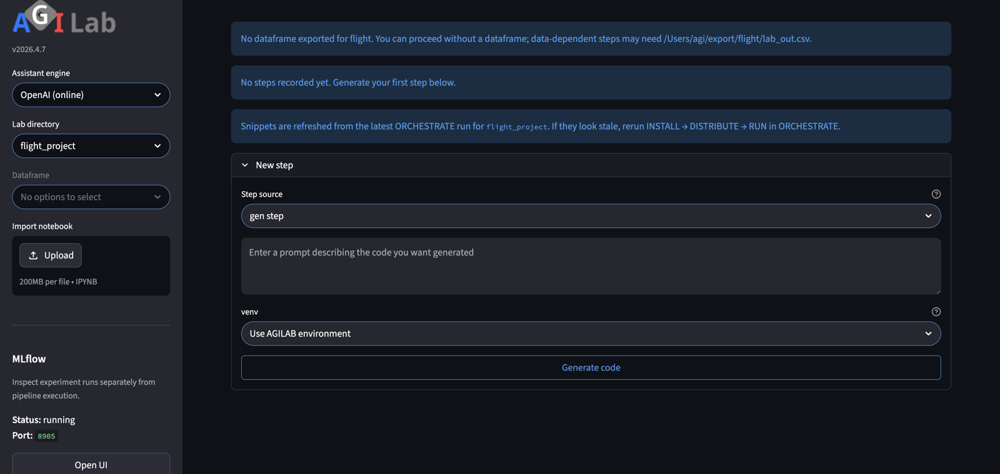 AGI Lab
v2026.4.7
Assistant engine
OpenAI (online)
Lab directory
flight_project
Dataframe
No options to select
Import notebook
Upload
200MB per file • IPYNB
MLflow
Inspect experiment runs separately from
pipeline execution.
Status: running
Port: 8905
Open UI
No dataframe exported for flight. You can proceed without a dataframe; data-dependent steps may need /Users/agi/export/flight/lab_out.csv.
No steps recorded yet. Generate your first step below.
Snippets are refreshed from the latest ORCHESTRATE run for flight_project. If they look stale, rerun INSTALL → DISTRIBUTE → RUN in ORCHESTRATE.
New step
Step source
gen step
Enter a prompt describing the code you want generated
venv
Use AGILAB environment
Generate code